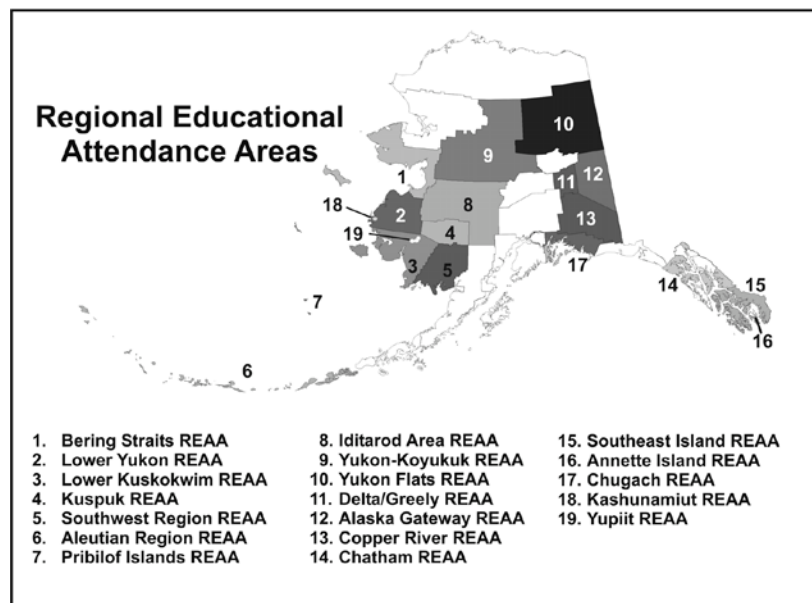 Regional Educational
Attendance Areas
10
9
1
11
12
18
2
8
13
19
4
3
5
17
7
14
15
16
6
1. Bering Straits REAA
2. Lower Yukon REAA
3. Lower Kuskokwim REAA
4. Kuspuk REAA
5. Southwest Region REAA
6. Aleutian Region REAA
7. Pribilof Islands REAA
8. Iditarod Area REAA
9. Yukon-Koyukuk REAA
10. Yukon Flats REAA
11. Delta/Greely REAA
12. Alaska Gateway REAA
13. Copper River REAA
14. Chatham REAA
15. Southeast Island REAA
16. Annette Island REAA
17. Chugach REAA
18. Kashunamiut REAA
19. Yupiit REAA